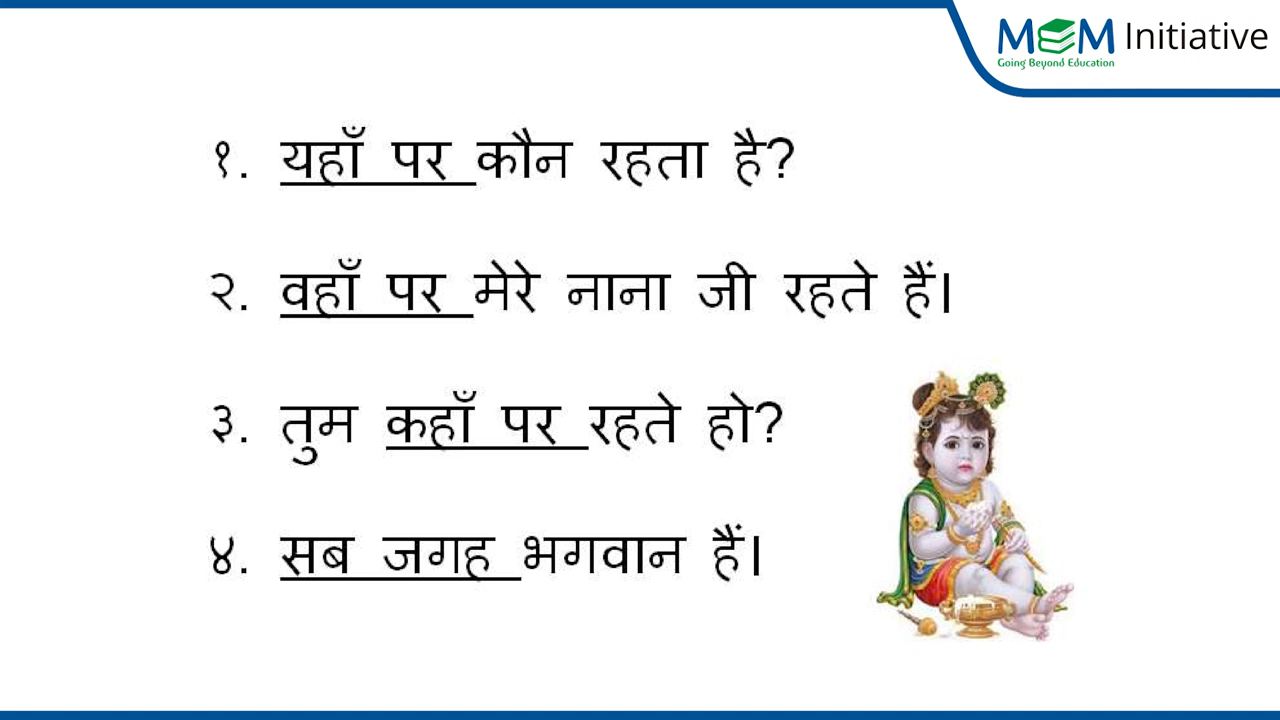 MEM Initiative
Going Beyond Education
१. यहाँ पर कौन रहता है?
२. वहाँ पर मेरे नाना जी रहते हैं।
३. तुम कहाँ पर रहते हो?
४. सब जगह भगवान हैं।